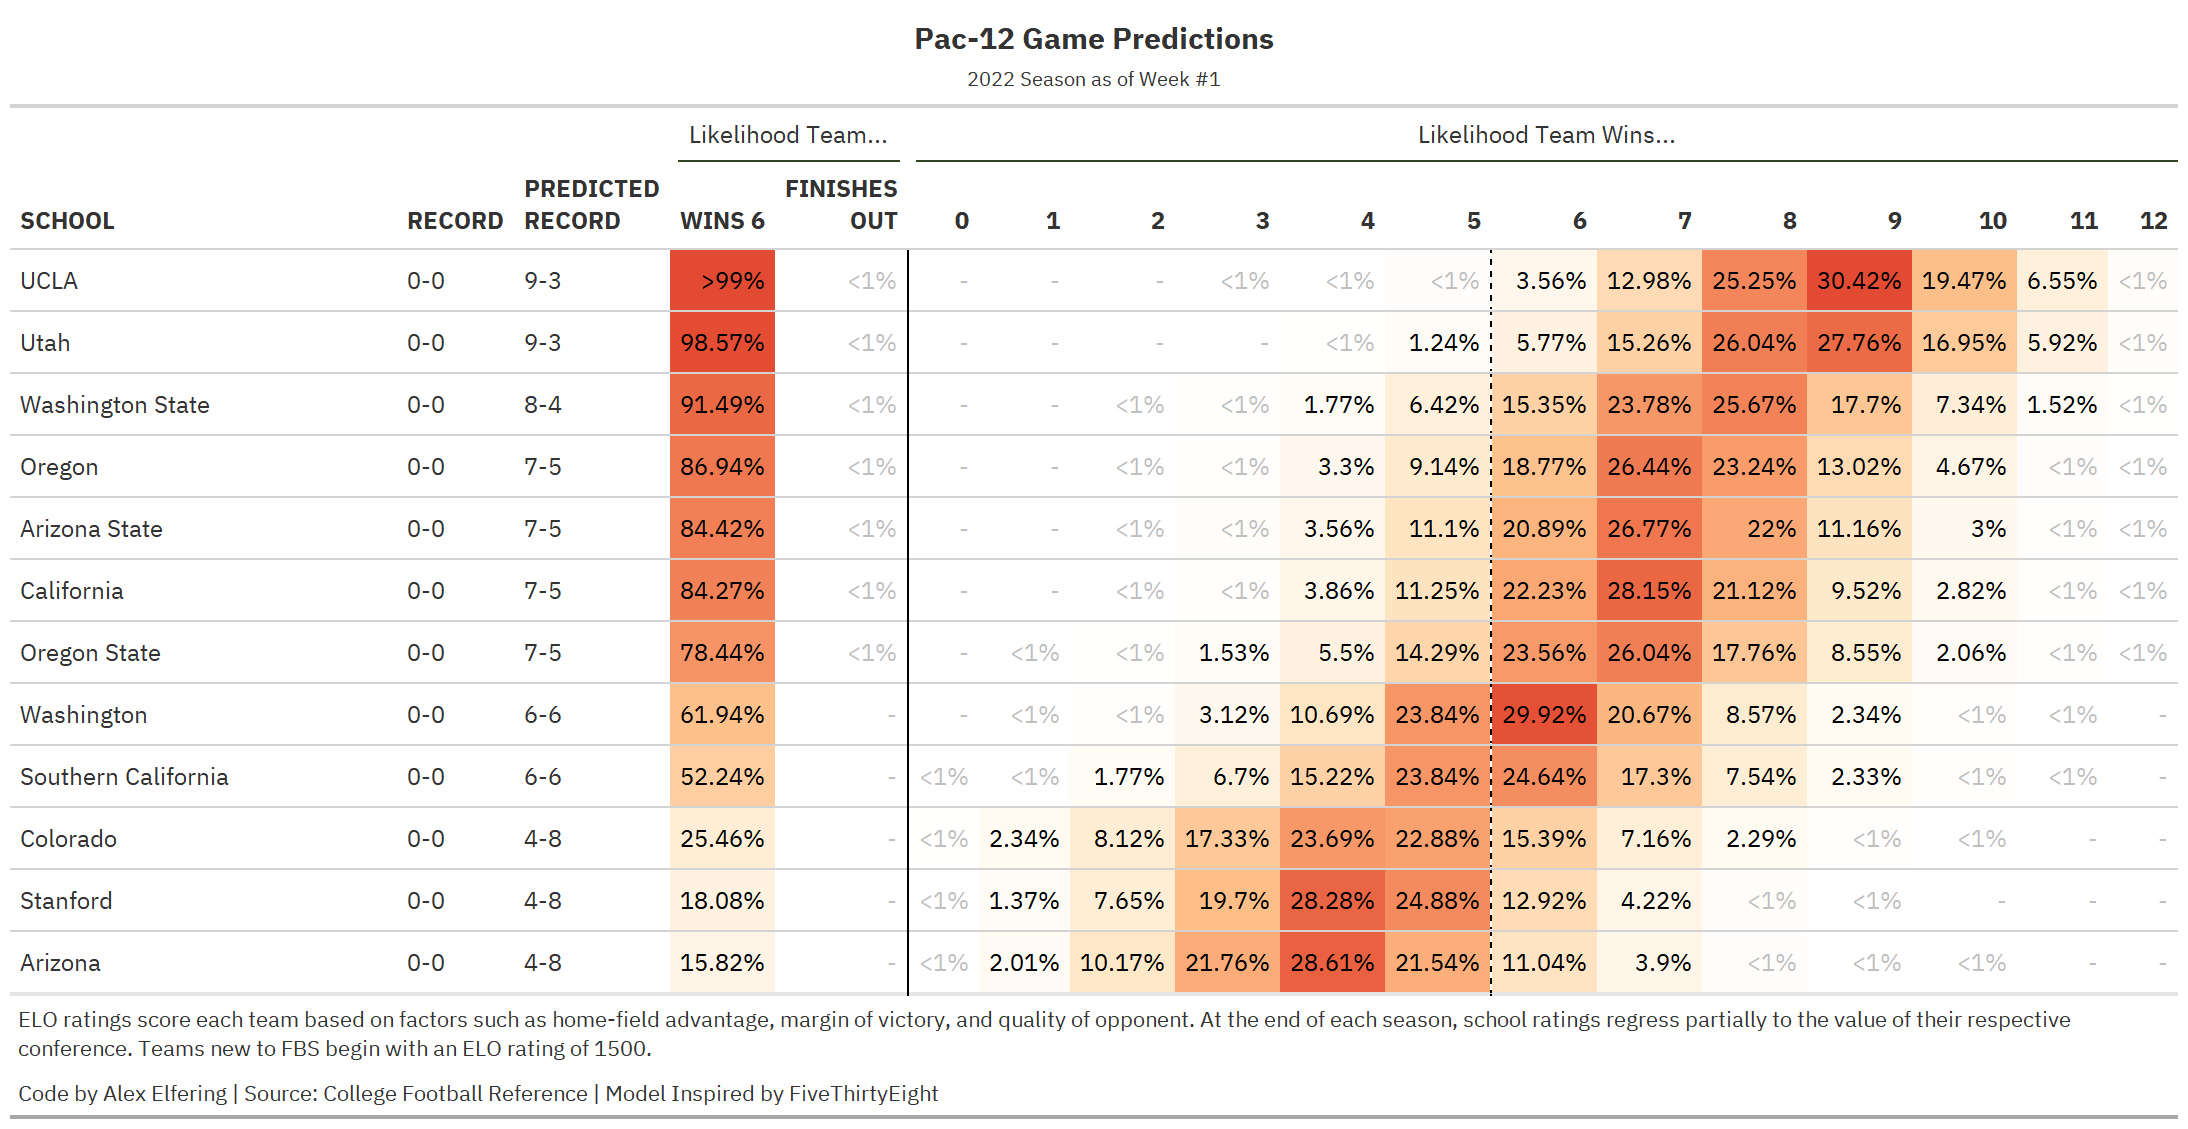 Pac-12 Game Predictions
2022 Season as of Week #1
Likelihood Team... Likelihood Team Wins...
SCHOOL RECORD PREDICTED RECORD WINS 6 FINISHES OUT 0 1 2 3 4 5 6 7 8 9 10 11 12
UCLA 0-0 9-3 >99% <1% - - - <1% <1% <1% 3.56% 12.98% 25.25% 30.42% 19.47% 6.55% <1%
Utah 0-0 9-3 98.57% <1% - - - - <1% 1.24% 5.77% 15.26% 26.04% 27.76% 16.95% 5.92% <1%
Washington State 0-0 8-4 91.49% <1% - - <1% <1% 1.77% 6.42% 15.35% 23.78% 25.67% 17.7% 7.34% 1.52% <1%
Oregon 0-0 7-5 86.94% <1% - - <1% <1% 3.3% 9.14% 18.77% 26.44% 23.24% 13.02% 4.67% <1% <1%
Arizona State 0-0 7-5 84.42% <1% - - <1% <1% 3.56% 11.1% 20.89% 26.77% 22% 11.16% 3% <1% <1%
California 0-0 7-5 84.27% <1% - - <1% <1% 3.86% 11.25% 22.23% 28.15% 21.12% 9.52% 2.82% <1% <1%
Oregon State 0-0 7-5 78.44% <1% - <1% <1% 1.53% 5.5% 14.29% 23.56% 26.04% 17.76% 8.55% 2.06% <1% <1%
Washington 0-0 6-6 61.94% - - <1% <1% 3.12% 10.69% 23.84% 29.92% 20.67% 8.57% 2.34% <1% <1% -
Southern California 0-0 6-6 52.24% - <1% <1% 1.77% 6.7% 15.22% 23.84% 24.64% 17.3% 7.54% 2.33% <1% <1% -
Colorado 0-0 4-8 25.46% - <1% 2.34% 8.12% 17.33% 23.69% 22.88% 15.39% 7.16% 2.29% <1% <1% - -
Stanford 0-0 4-8 18.08% - <1% 1.37% 7.65% 19.7% 28.28% 24.88% 12.92% 4.22% <1% <1% - - -
Arizona 0-0 4-8 15.82% - <1% 2.01% 10.17% 21.76% 28.61% 21.54% 11.04% 3.9% <1% <1% <1% - -
ELO ratings score each team based on factors such as home-field advantage, margin of victory, and quality of opponent. At the end of each season, school ratings regress partially to the value of their respective
conference. Teams new to FBS begin with an ELO rating of 1500.
Code by Alex Elfering | Source: College Football Reference | Model Inspired by FiveThirtyEight